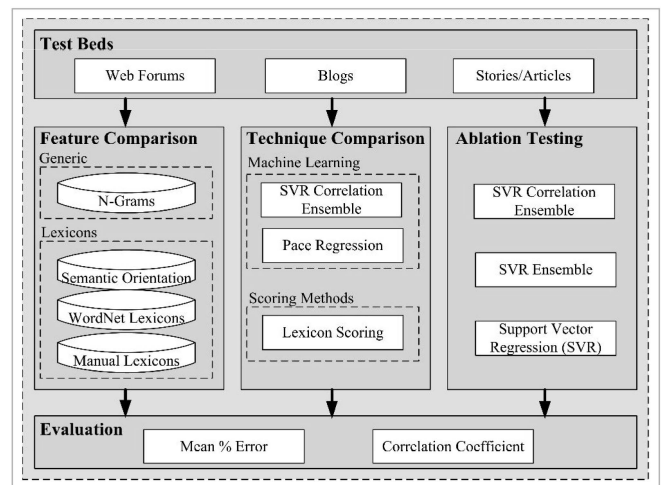 Test Beds
Web Forums
Blogs
Stories/Articles
Feature Comparison
Generic
N-Grams
Lexicons
Semantic Orientation
WordNet Lexicons
Manual Lexicons
Technique Comparison
Machine Learning
SVR Correlation
Ensemble
Pace Regression
Scoring Methods
Lexicon Scoring
Ablation Testing
SVR Correlation
Ensemble
SVR Ensemble
Support Vector
Regression (SVR)
Evaluation
Mean % Error
Correlation Coefficient